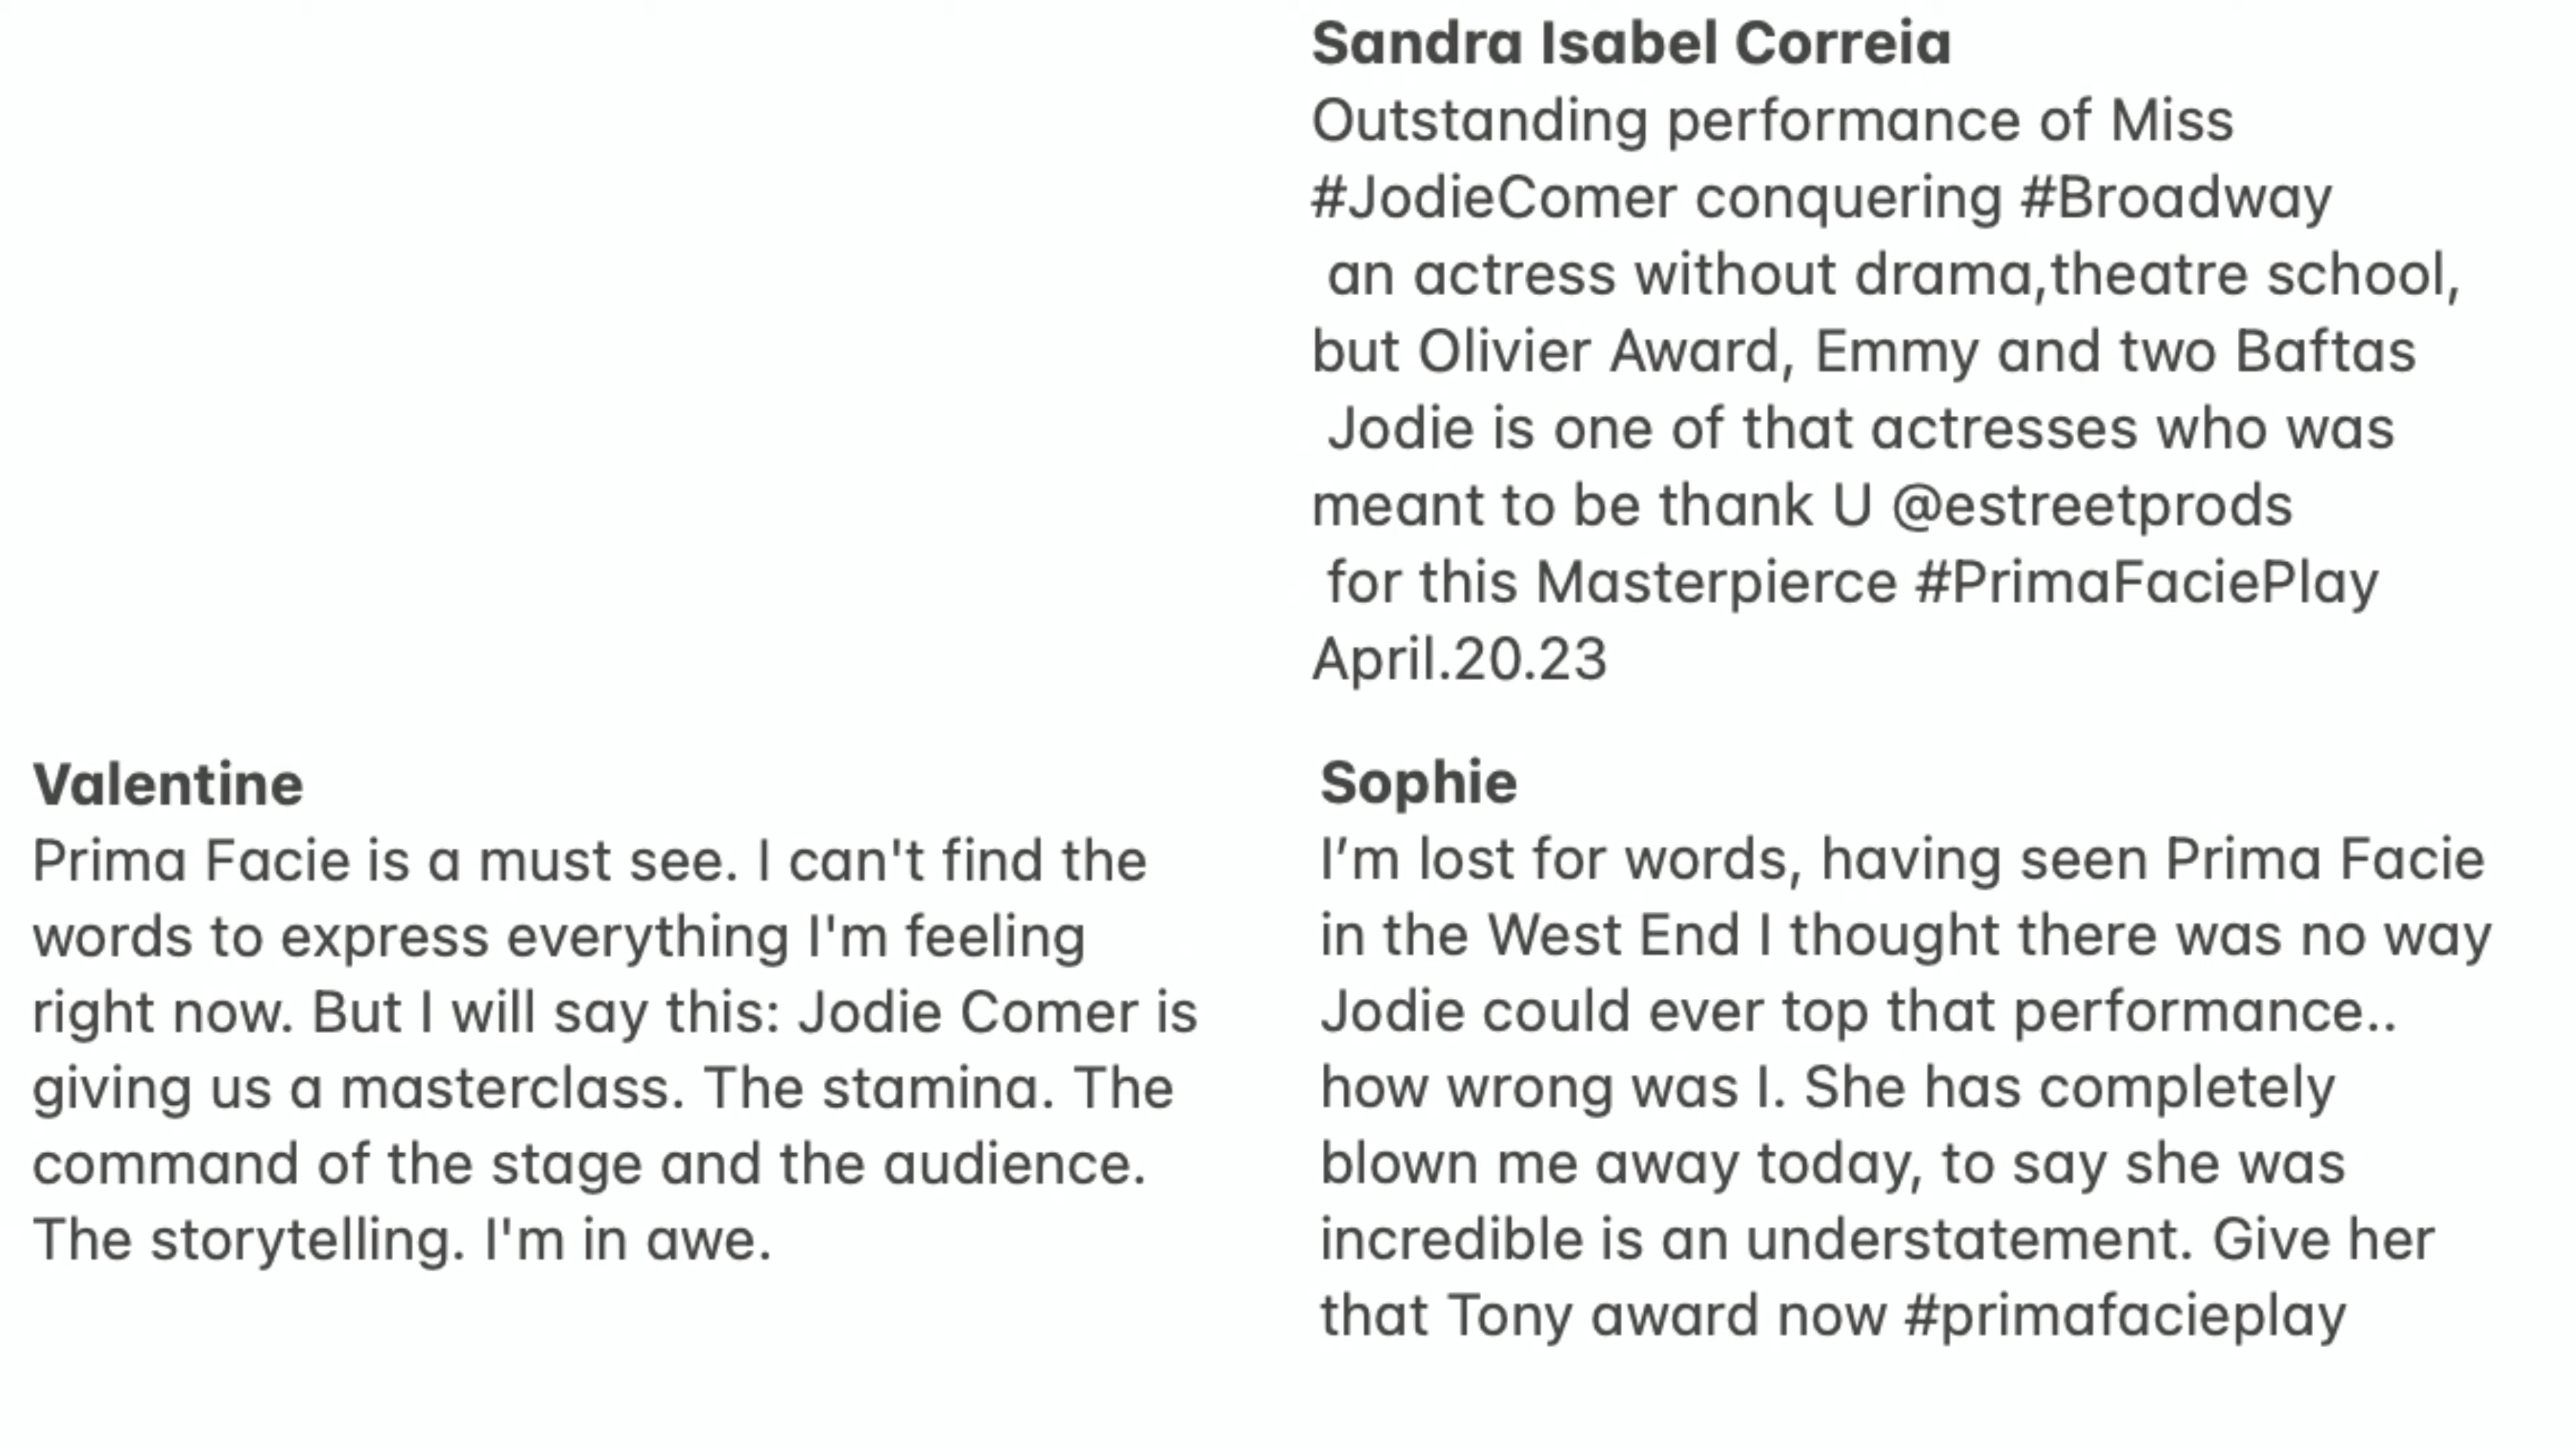 Sandra Isabel Correia
Outstanding performance of Miss
#JodieComer conquering #Broadway
an actress without drama,theatre school,
but Olivier Award, Emmy and two Baftas
Jodie is one of that actresses who was
meant to be thank U @estreetprods
for this Masterpierce #PrimaFaciePlay
April.20.23
Valentine
Prima Facie is a must see. I can't find the
words to express everything I'm feeling
right now. But I will say this: Jodie Comer is
giving us a masterclass. The stamina. The
command of the stage and the audience.
The storytelling. I'm in awe.
Sophie
I’m lost for words, having seen Prima Facie
in the West End I thought there was no way
Jodie could ever top that performance..
how wrong was I. She has completely
blown me away today, to say she was
incredible is an understatement. Give her
that Tony award now #primafacieplay